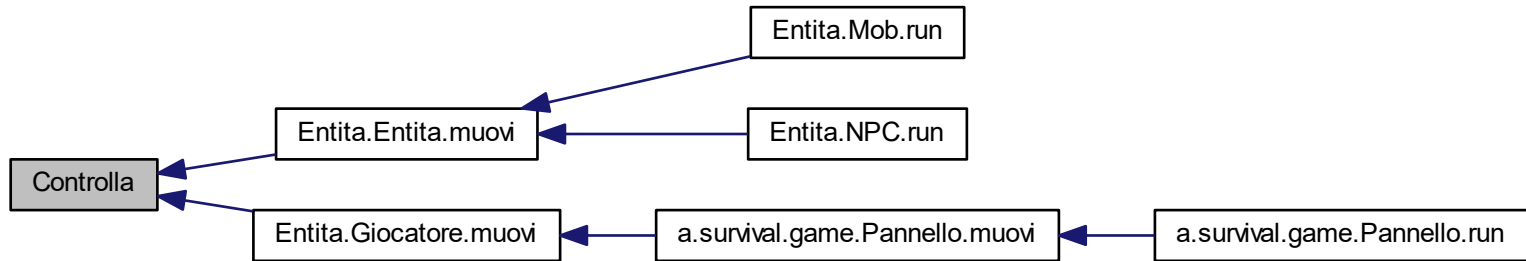 Entita.Mob.run
Entita.Entita.muovi
Entita.NPC.run
Controlla
Entita.Giocatore.muovi
a.survival.game.Pannello.muovi
a.survival.game.Pannello.run